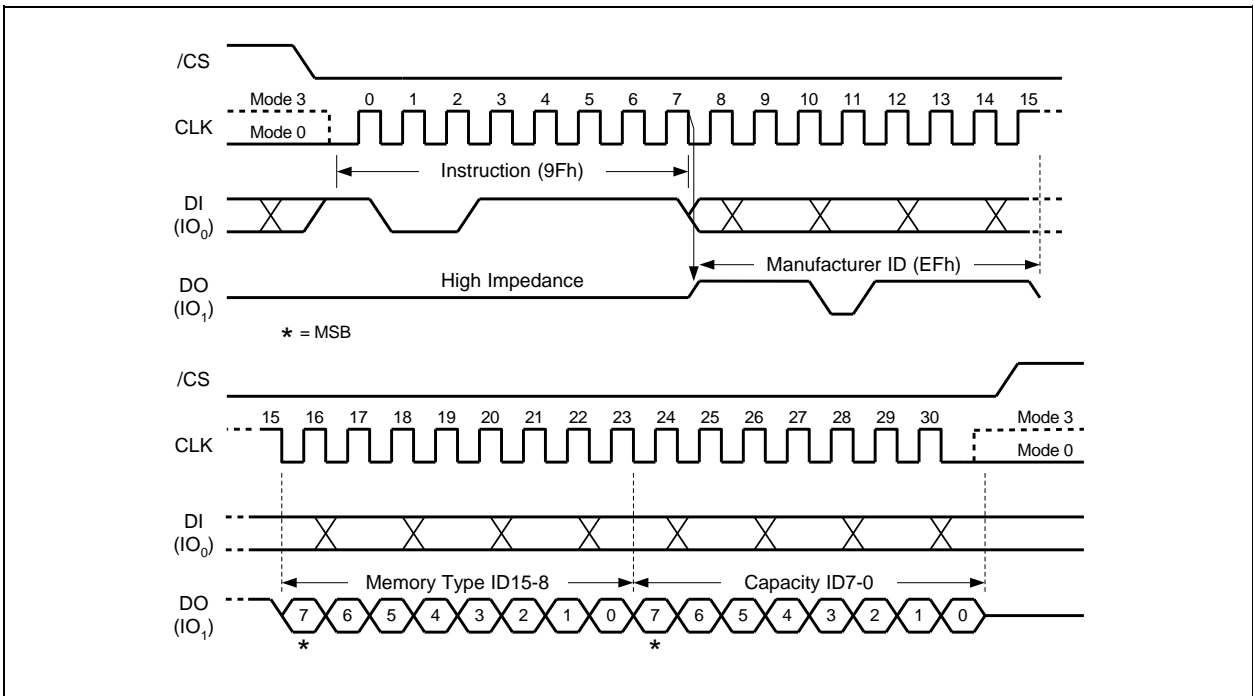 /CS
Mode 3 0 1 2 3 4 5 6 7 8 9 10 11 12 13 14 15
CLK
Mode 0
Instruction (9Fh)
DI
(IO0)
Manufacturer ID (EFh)
High Impedance
DO
(IO1)
* = MSB
/CS
15 16 17 18 19 20 21 22 23 24 25 26 27 28 29 30 Mode 3
CLK
Mode 0
DI
(IO0)
Memory Type ID15-8 Capacity ID7-0
DO
(IO1)
7 6 5 4 3 2 1 0 7 6 5 4 3 2 1 0
* *